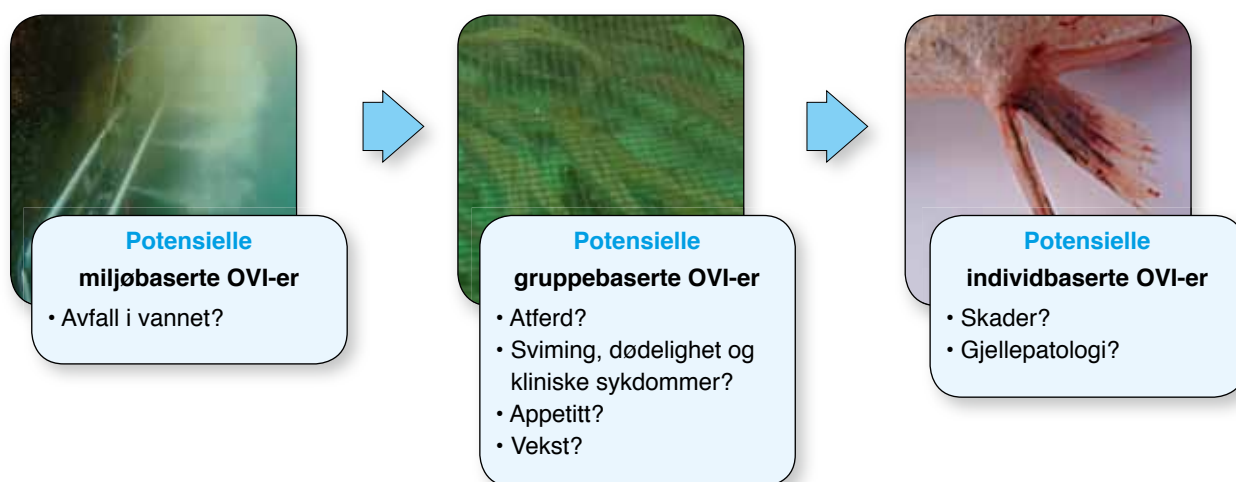 Potensielle
miljøbaserte OVI-er
• Avfall i vannet?
Potensielle
gruppebaserte OVI-er
• Atferd?
• Sviming, dødelighet og
kliniske sykdommer?
• Appetitt?
• Vekst?
Potensielle
individbaserte OVI-er
• Skader?
• Gjellepatologi?